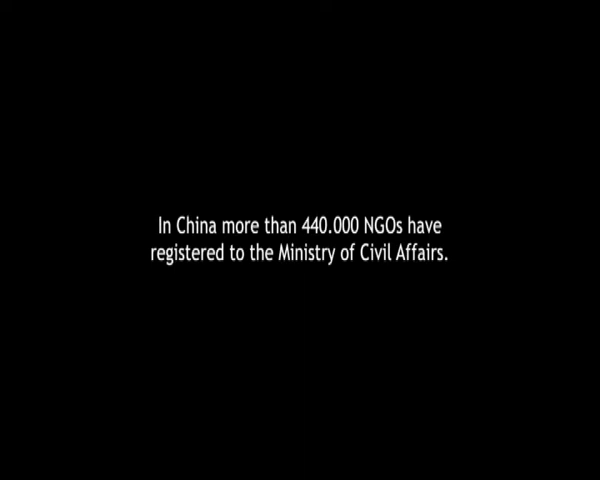 In China more than 440.000 NGOs have
registered to the Ministry of Civil Affairs.